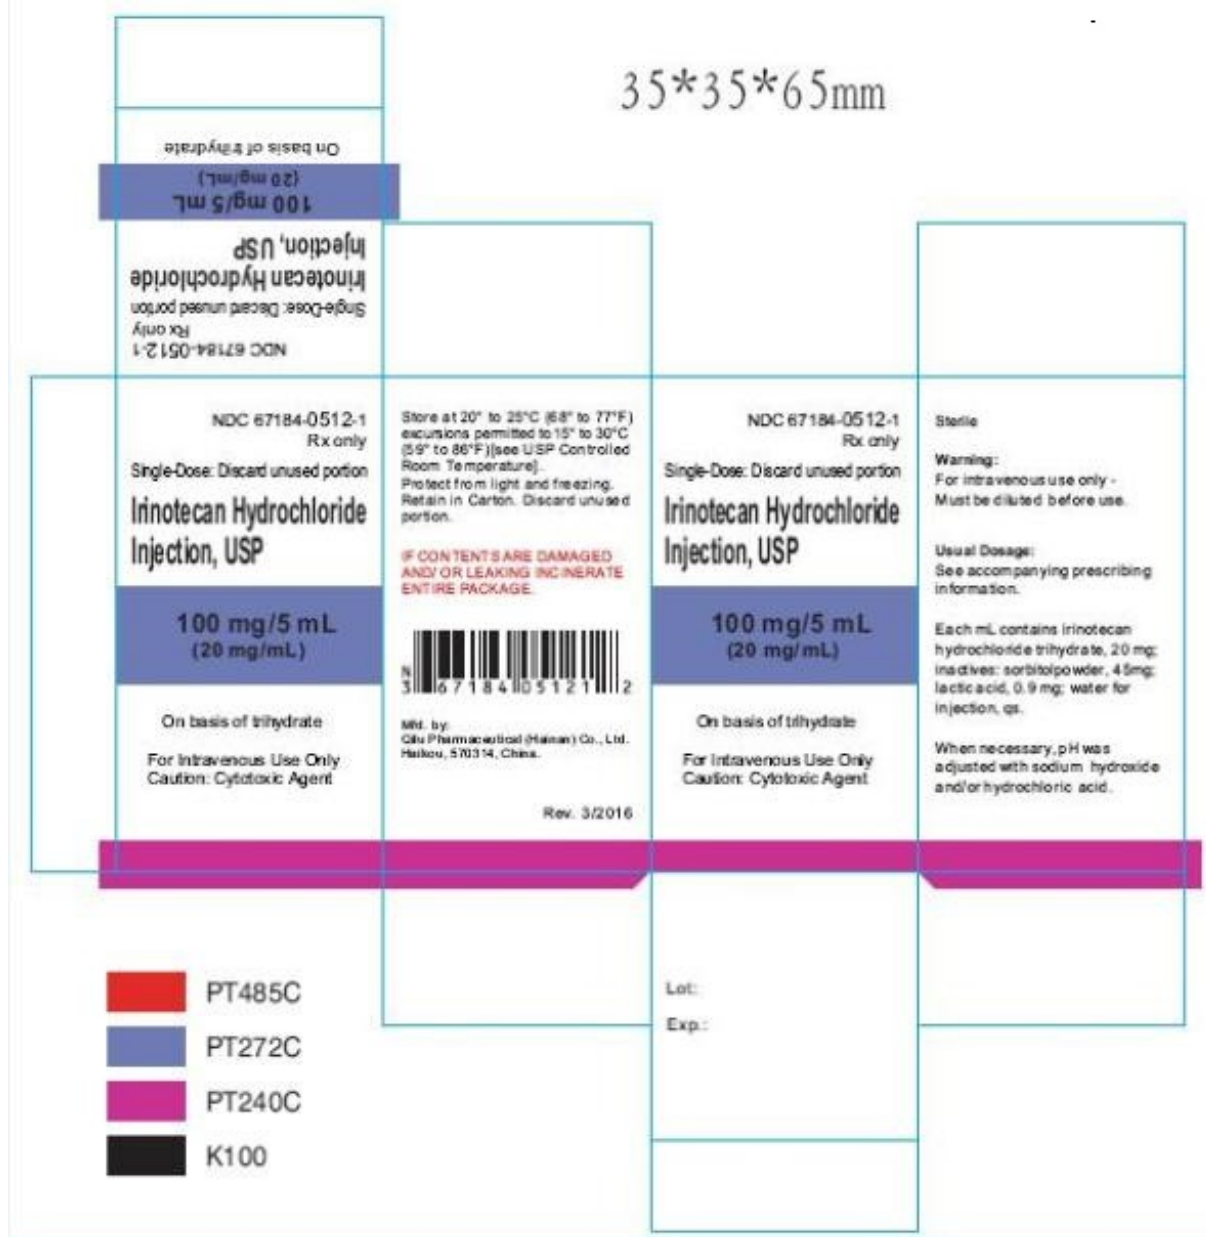 35*35*65mm
On basis of trihydrate
100 mg/5 mL
(20 mg/mL)
Irinotecan Hydrochloride
Injection, USP
Single-Dose: Discard unused portion
Rx only
NDC 67184-0512-1
NDC 67184-0512-1
Rx only
Single-Dose: Discard unused portion
Irinotecan Hydrochloride
Injection, USP
100 mg/5 mL
(20 mg/mL)
On basis of trihydrate
For Intravenous Use Only
Caution: Cytotoxic Agent
Store at 20° to 25°C (68° to 77°F)
excursions permitted to 15° to 30°C
(59° to 86°F)[see USP Controlled
Room Temperature].
Protect from light and freezing.
Retain in Carton. Discard unused
portion.
IF CONTENTS ARE DAMAGED
AND/ OR LEAKING INCINERATE
ENTIRE PACKAGE.
N
3 67184 05121 2
Mfd. by:
Qilu Pharmaceutical (Hainan) Co., Ltd.
Haikou, 570314, China.
Rev. 3/2016
NDC 67184-0512-1
Rx only
Single-Dose: Discard unused portion
Irinotecan Hydrochloride
Injection, USP
100 mg/5 mL
(20 mg/mL)
On basis of trihydrate
For Intravenous Use Only
Caution: Cytotoxic Agent
Sterile
Warning:
For intravenous use only -
Must be diluted before use.
Usual Dosage:
See accompanying prescribing
information.
Each mL contains irinotecan
hydrochloride trihydrate, 20 mg;
inactives: sorbitol powder, 45mg;
lactic acid, 0.9 mg; water for
injection, qs.
When necessary, pH was
adjusted with sodium hydroxide
and/or hydrochloric acid.
Lot:
Exp.:
PT485C
PT272C
PT240C
K100